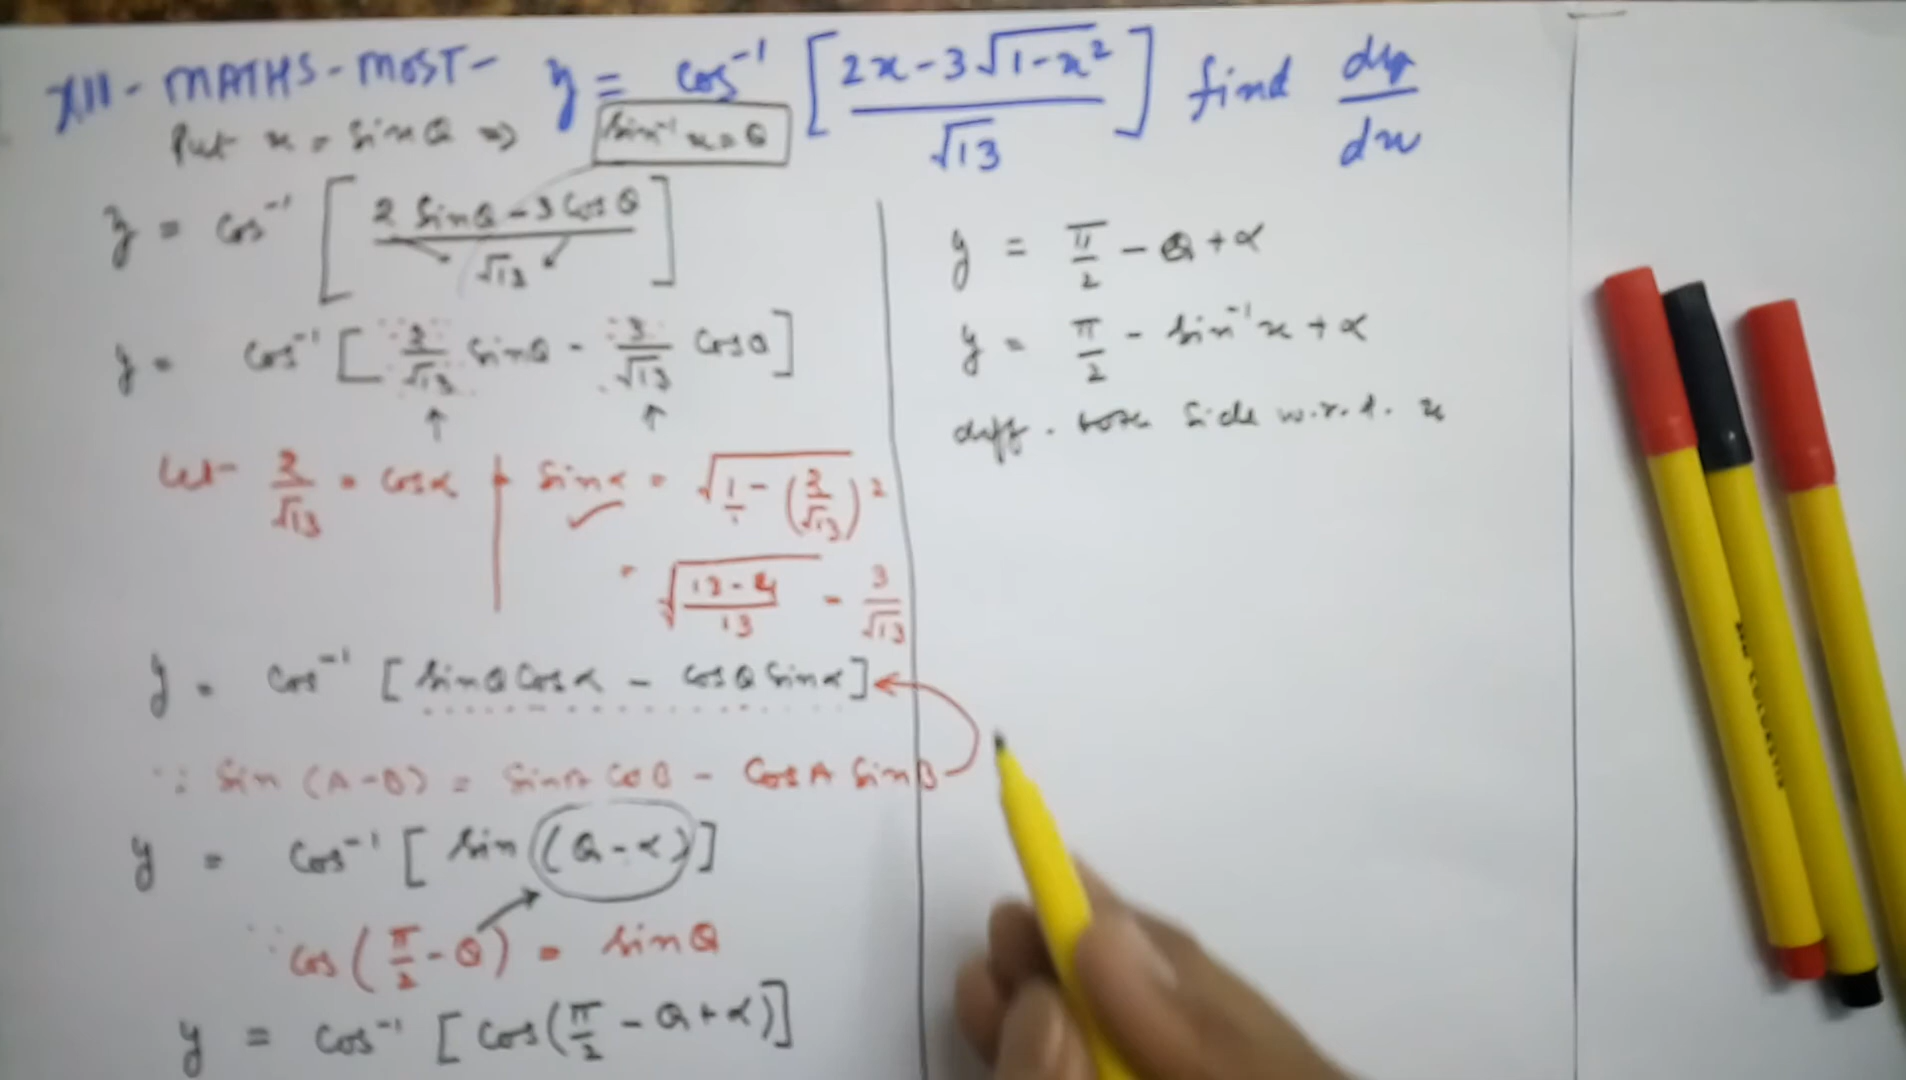 XII - MATHS - MOST - y = cos⁻¹ [2x - 3√1-x² / √13] find dy/dx
Put x = sinθ ⇒ sin⁻¹ x = θ
y = cos⁻¹ [2 sinθ - 3 cosθ / √13]
y = cos⁻¹ [2/√13 sinθ - 3/√13 cosθ]
let 2/√13 = cosα | sinα = √1/1 - (2/√13)²
= √13-4/13 = 3/√13
y = cos⁻¹ [sinθ cosα - cosθ sinα]
∵ sin (A-B) = sinA cosB - cosA sinB
y = cos⁻¹ [sin (θ-α)]
∵ cos (π/2 - θ) = sinθ
y = cos⁻¹ [cos(π/2 - θ + α)]
y = π/2 - θ + α
y = π/2 - sin⁻¹x + α
diff. both side w.r.t. x